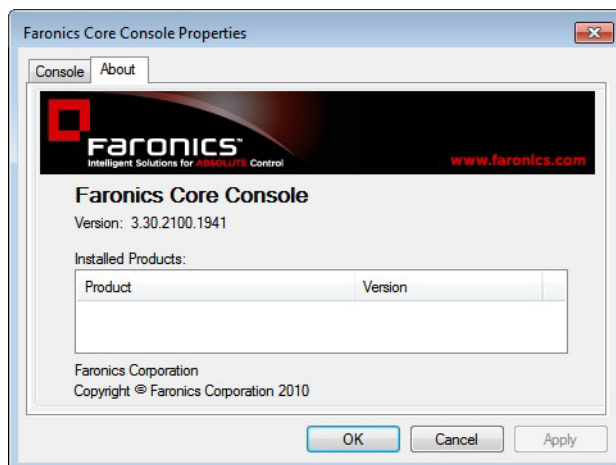 Faronics Core Console Properties
Console About
FARONICS™
Intelligent Solutions for ABSOLUTE Control
www.faronics.com
Faronics Core Console
Version: 3.30.2100.1941
Installed Products:
Product Version
Faronics Corporation
Copyright © Faronics Corporation 2010
OK Cancel Apply